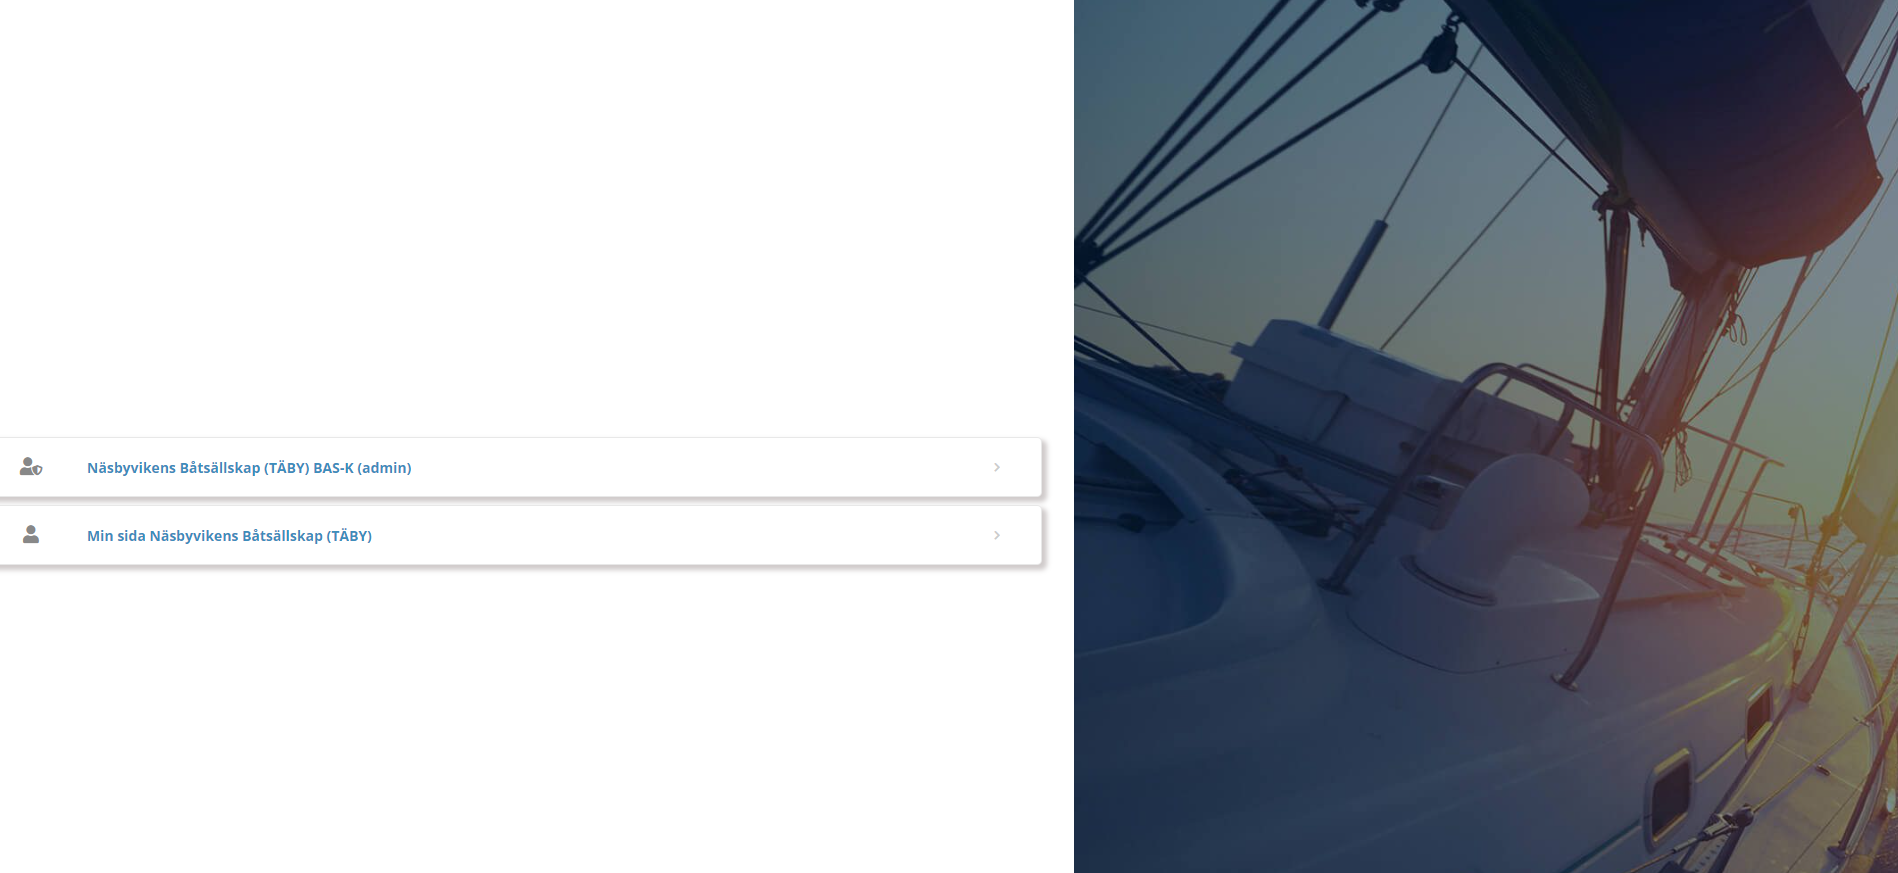 Näsbyvikens Båtsällskap (TÄBY) BAS-K (admin)
Min sida Näsbyvikens Båtsällskap (TÄBY)